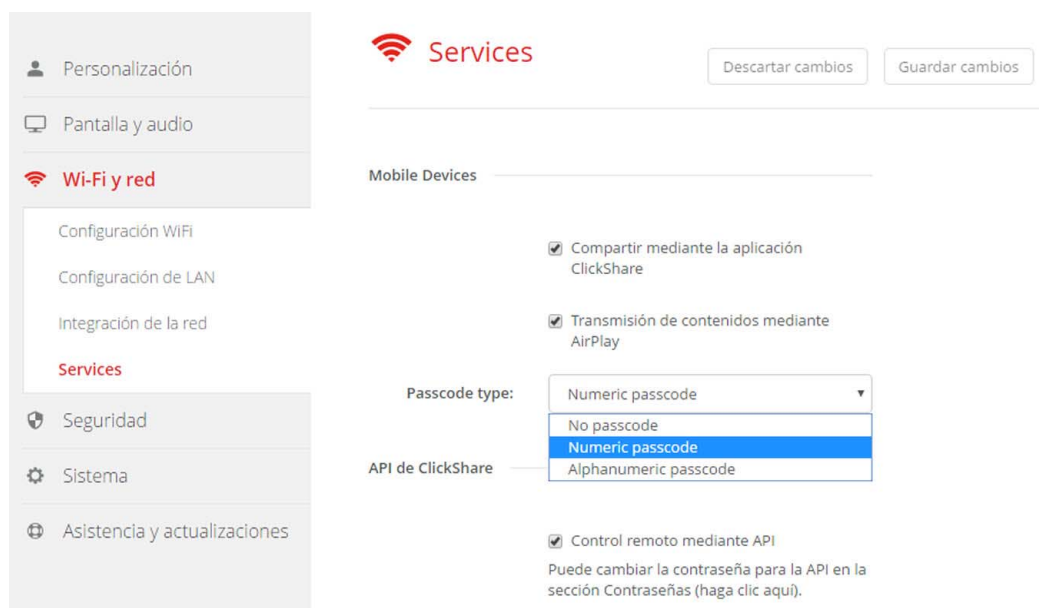 Personalización
Pantalla y audio
Wi-Fi y red
Configuración WiFi
Configuración de LAN
Integración de la red
Services
Seguridad
Sistema
Asistencia y actualizaciones
Services
Descartar cambios
Guardar cambios
Mobile Devices
Compartir mediante la aplicación
ClickShare
Transmisión de contenidos mediante
AirPlay
Passcode type:
Numeric passcode
No passcode
Numeric passcode
Alphanumeric passcode
API de ClickShare
Control remoto mediante API
Puede cambiar la contraseña para la API en la
sección Contraseñas (haga clic aquí).